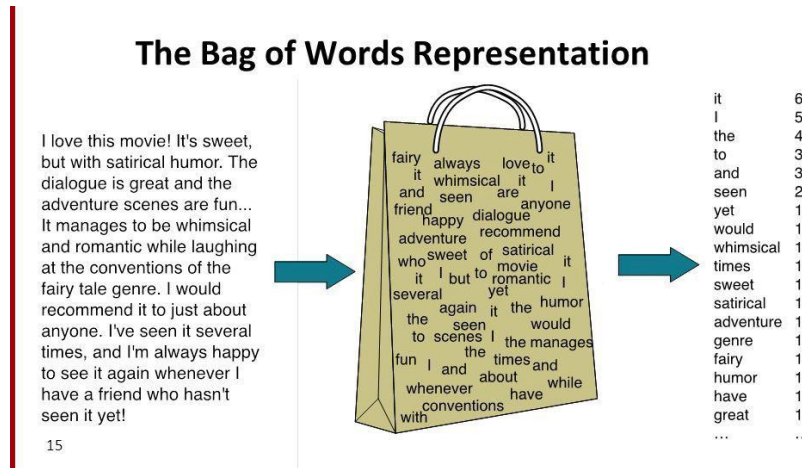 The Bag of Words Representation
I love this movie! It's sweet,
but with satirical humor. The
dialogue is great and the
adventure scenes are fun...
It manages to be whimsical
and romantic while laughing
at the conventions of the
fairy tale genre. I would
recommend it to just about
anyone. I've seen it several
times, and I'm always happy
to see it again whenever I
have a friend who hasn't
seen it yet!
15
fairy always love to it
it whimsical it I
and seen are anyone
friend happy dialogue
adventure recommend
who sweet of satirical
it I but to romantic movie it
several yet I
again it the humor
the seen would
to scenes I the manages
fun I and the times and
whenever about while
have
with conventions
it 6
I 5
the 4
to 3
and 3
seen 2
yet 1
would 1
whimsical 1
times 1
sweet 1
satirical 1
adventure 1
genre 1
fairy 1
humor 1
have 1
great 1
... ..